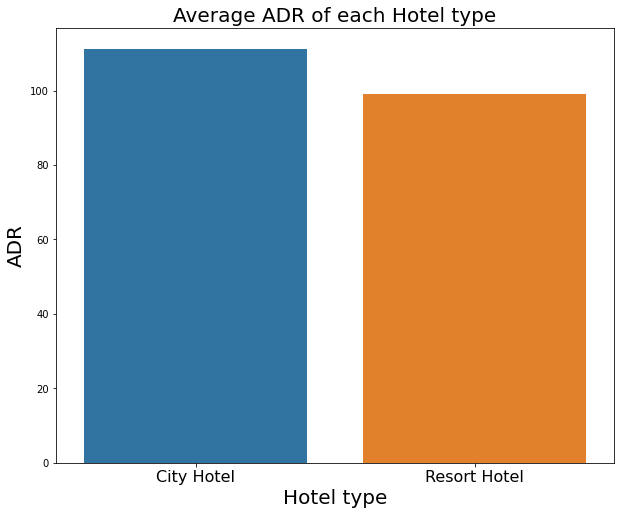 Average ADR of each Hotel type
100
80
60
40
20
0
ADR
City Hotel
Resort Hotel
Hotel type